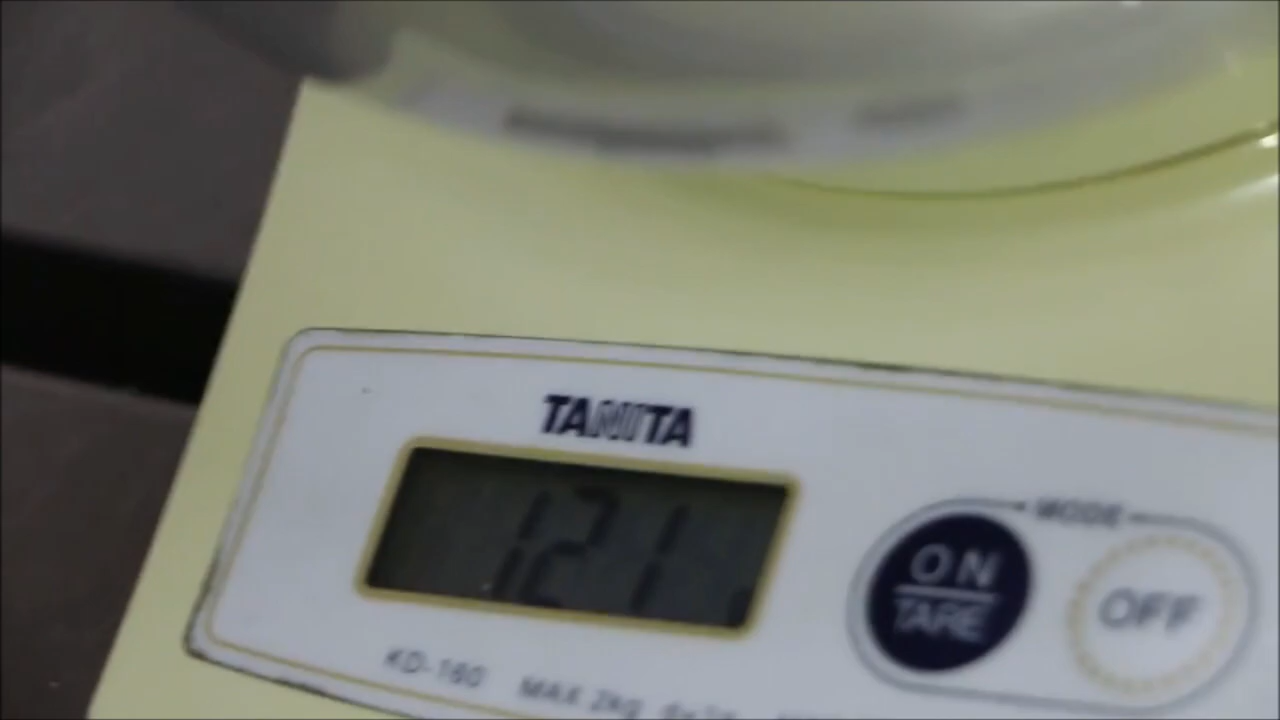 TANITA
121
MODE
ON
TARE
OFF
KD-160 MAX 2kg